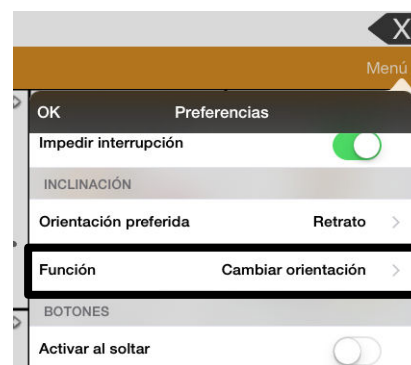 X
Menú
OK Preferencias
Impedir interrupción
INCLINACIÓN
Orientación preferida Retrato >
Función Cambiar orientación >
BOTONES
Activar al soltar